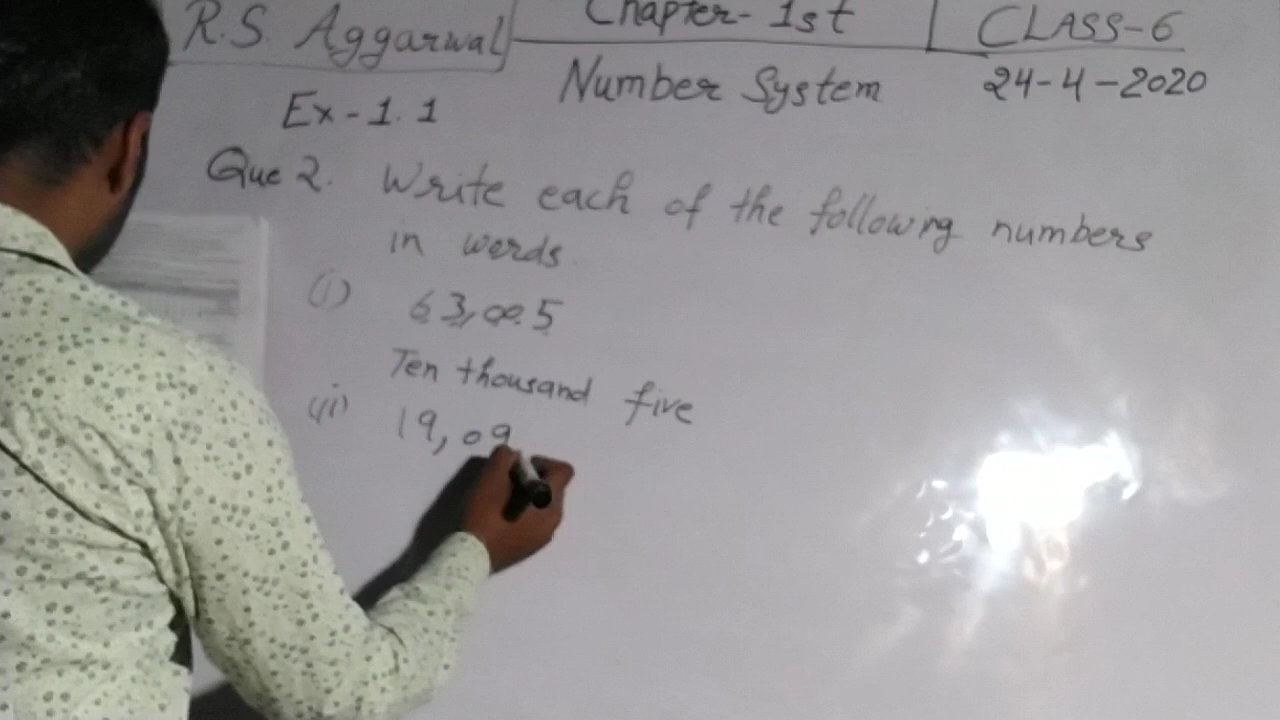 R.S. Aggarwal
Chapter- 1st
CLASS-6
Number System
24-4-2020
Ex-1.1
Que 2. Write each of the following numbers
in words.
(i) 63,005
Ten thousand five
(ii) 19,09